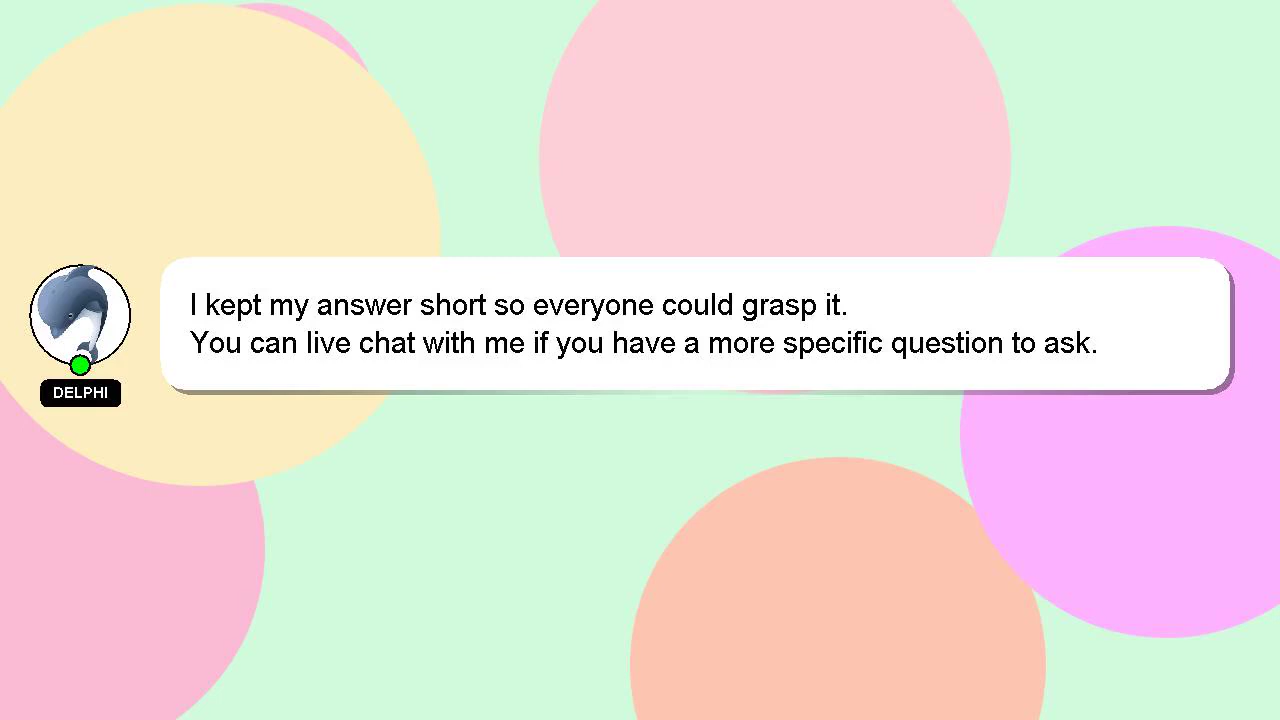 I kept my answer short so everyone could grasp it.
You can live chat with me if you have a more specific question to ask.
DELPHI